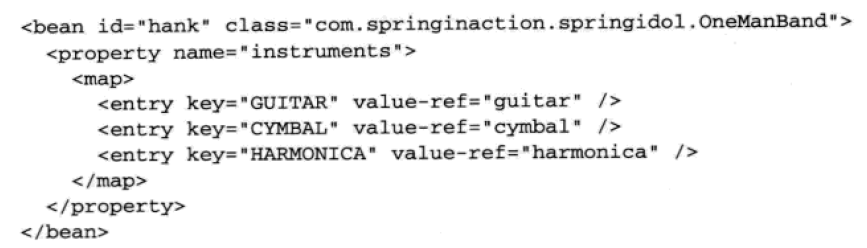 <bean id="hank" class="com.springinaction.springidol.OneManBand">
  <property name="instruments">
    <map>
      <entry key="GUITAR" value-ref="guitar" />
      <entry key="CYMBAL" value-ref="cymbal" />
      <entry key="HARMONICA" value-ref="harmonica" />
    </map>
  </property>
</bean>